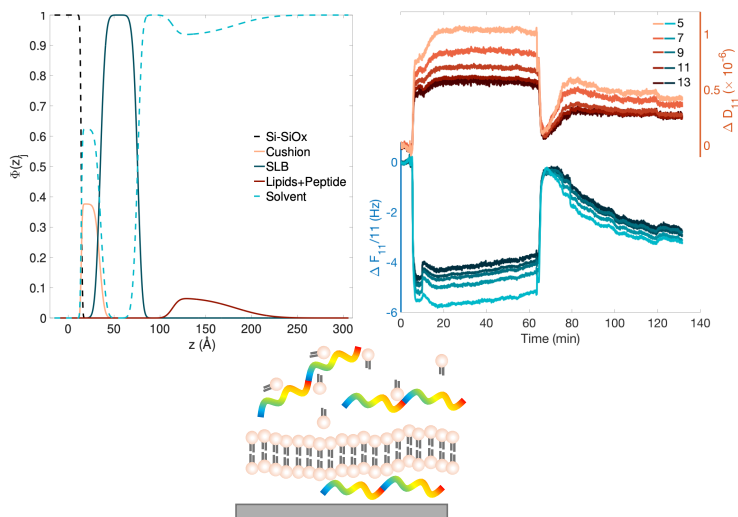 1
0.9
0.8
0.7
0.6
0.5
0.4
0.3
0.2
0.1
0
Φ(z)j
0 50 100 150 200 250 300
z (Å)
Si-SiOx
Cushion
SLB
Lipids+Peptide
Solvent
5
7
9
11
13
1
0.5
0
Δ D11 (× 10-6)
0
-2
-4
-6
Δ F11/11 (Hz)
0 20 40 60 80 100 120 140
Time (min)